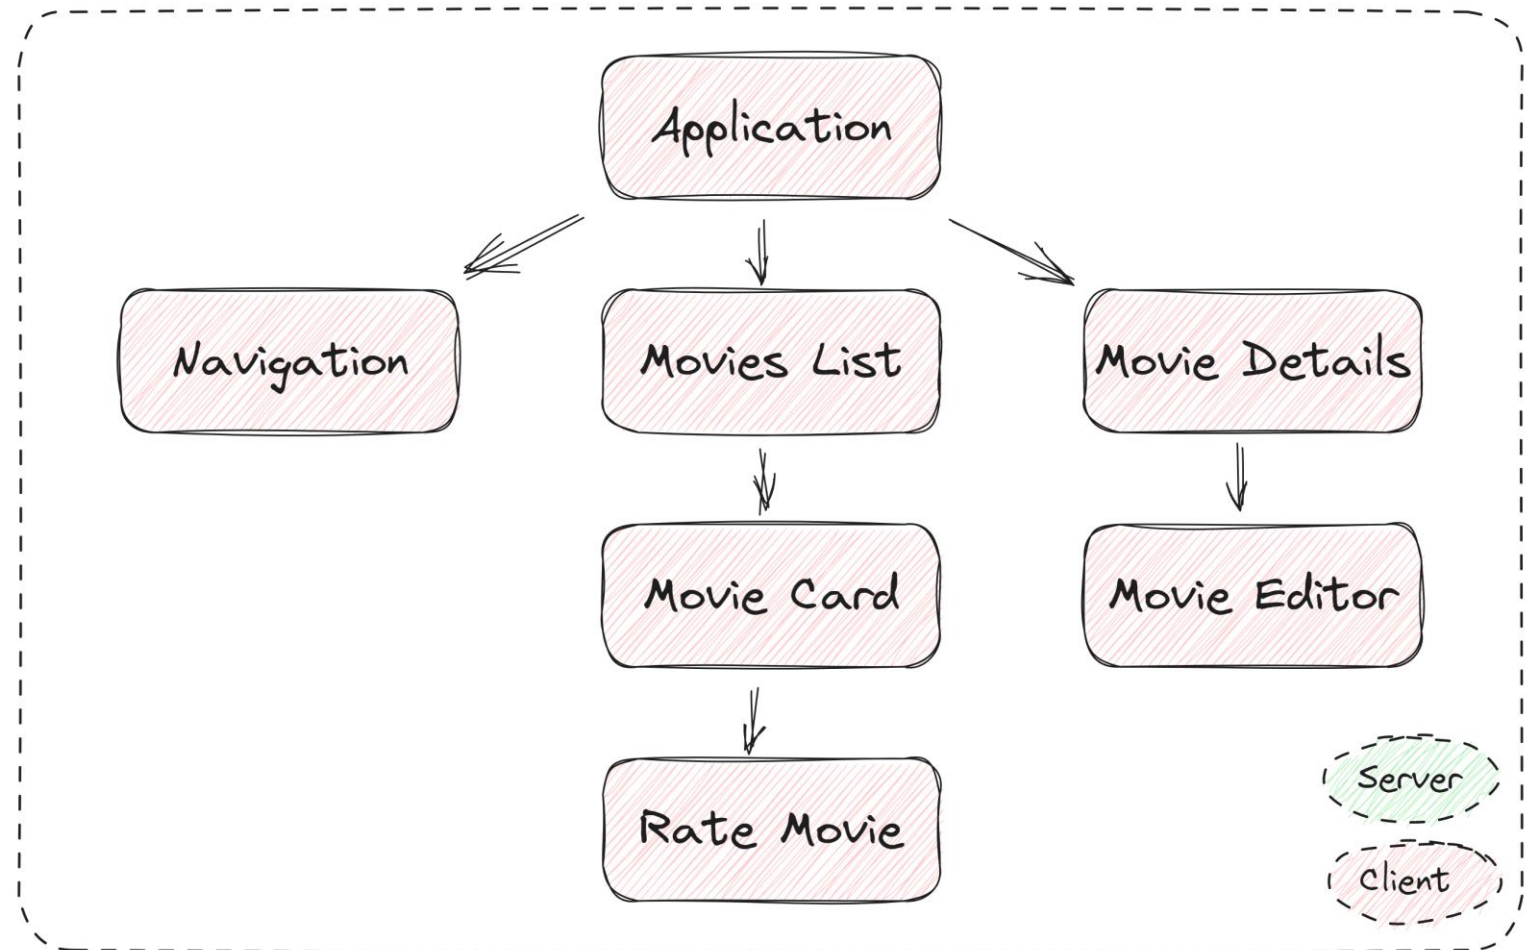 Application
Navigation
Movies List
Movie Details
Movie Card
Movie Editor
Rate Movie
Server
Client